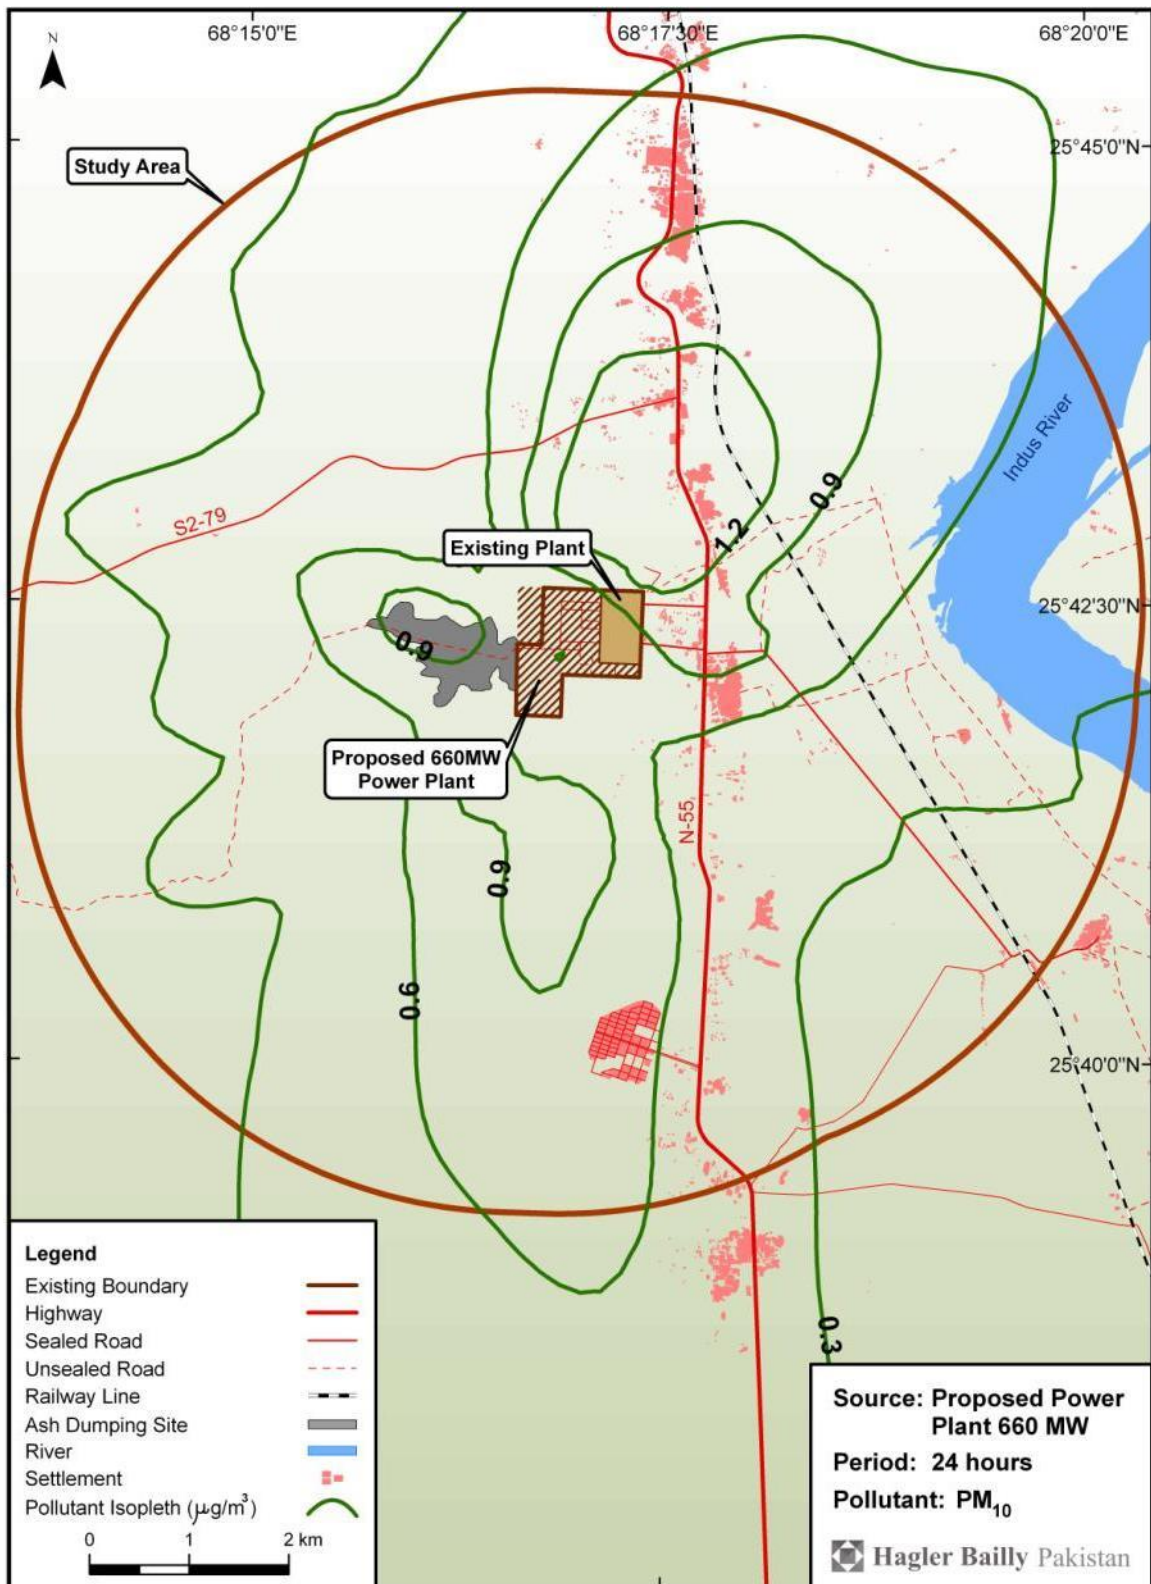 N
68°15'0"E
68°17'30"E
68°20'0"E
25°45'0"N
Study Area
Indus River
S2-79
0.9
1.2
Existing Plant
25°42'30"N
0.9
Proposed 660MW
Power Plant
N-55
0.9
0.6
25°40'0"N
0.3
Legend
Existing Boundary
Highway
Sealed Road
Unsealed Road
Railway Line
Ash Dumping Site
River
Settlement
Pollutant Isopleth (µg/m³)
0 1 2 km
Source: Proposed Power
Plant 660 MW
Period: 24 hours
Pollutant: PM₁₀
Hagler Bailly Pakistan